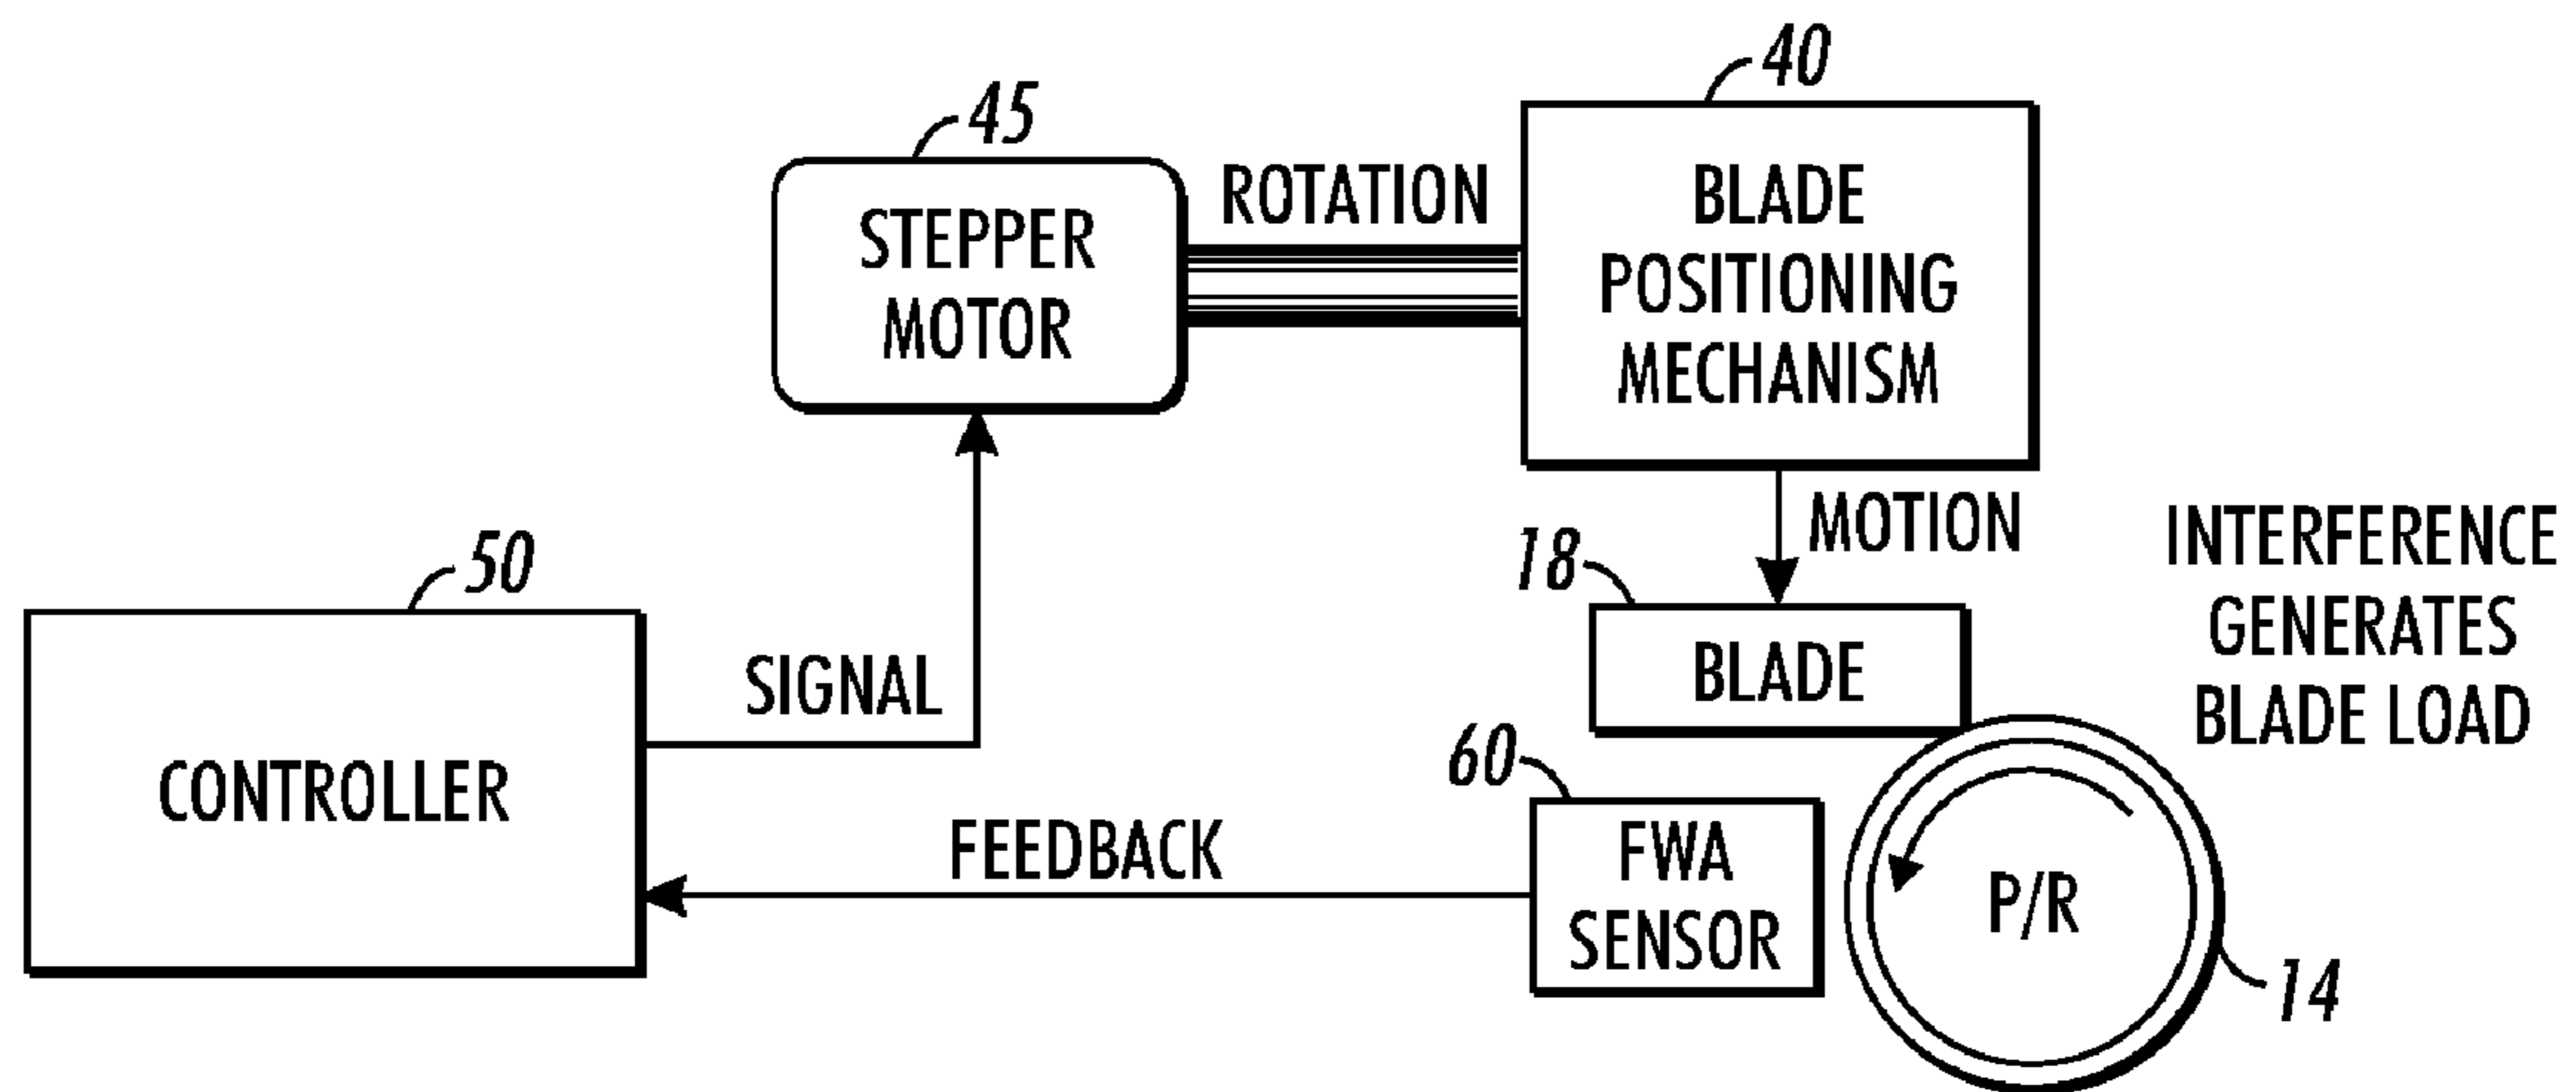 40
45
ROTATION
BLADE
POSITIONING
MECHANISM
STEPPER
MOTOR
MOTION
INTERFERENCE
GENERATES
BLADE LOAD
50
18
SIGNAL
BLADE
CONTROLLER
60
FEEDBACK
FWA
SENSOR
P/R
14